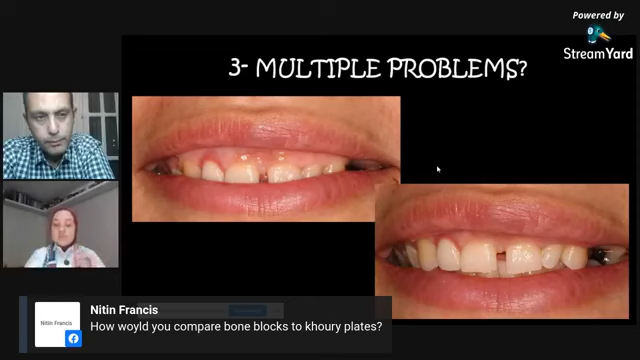 Powered by
StreamYard
3- MULTIPLE PROBLEMS?
Nitin Francis
Nitin Francis
How woyld you compare bone blocks to khoury plates?